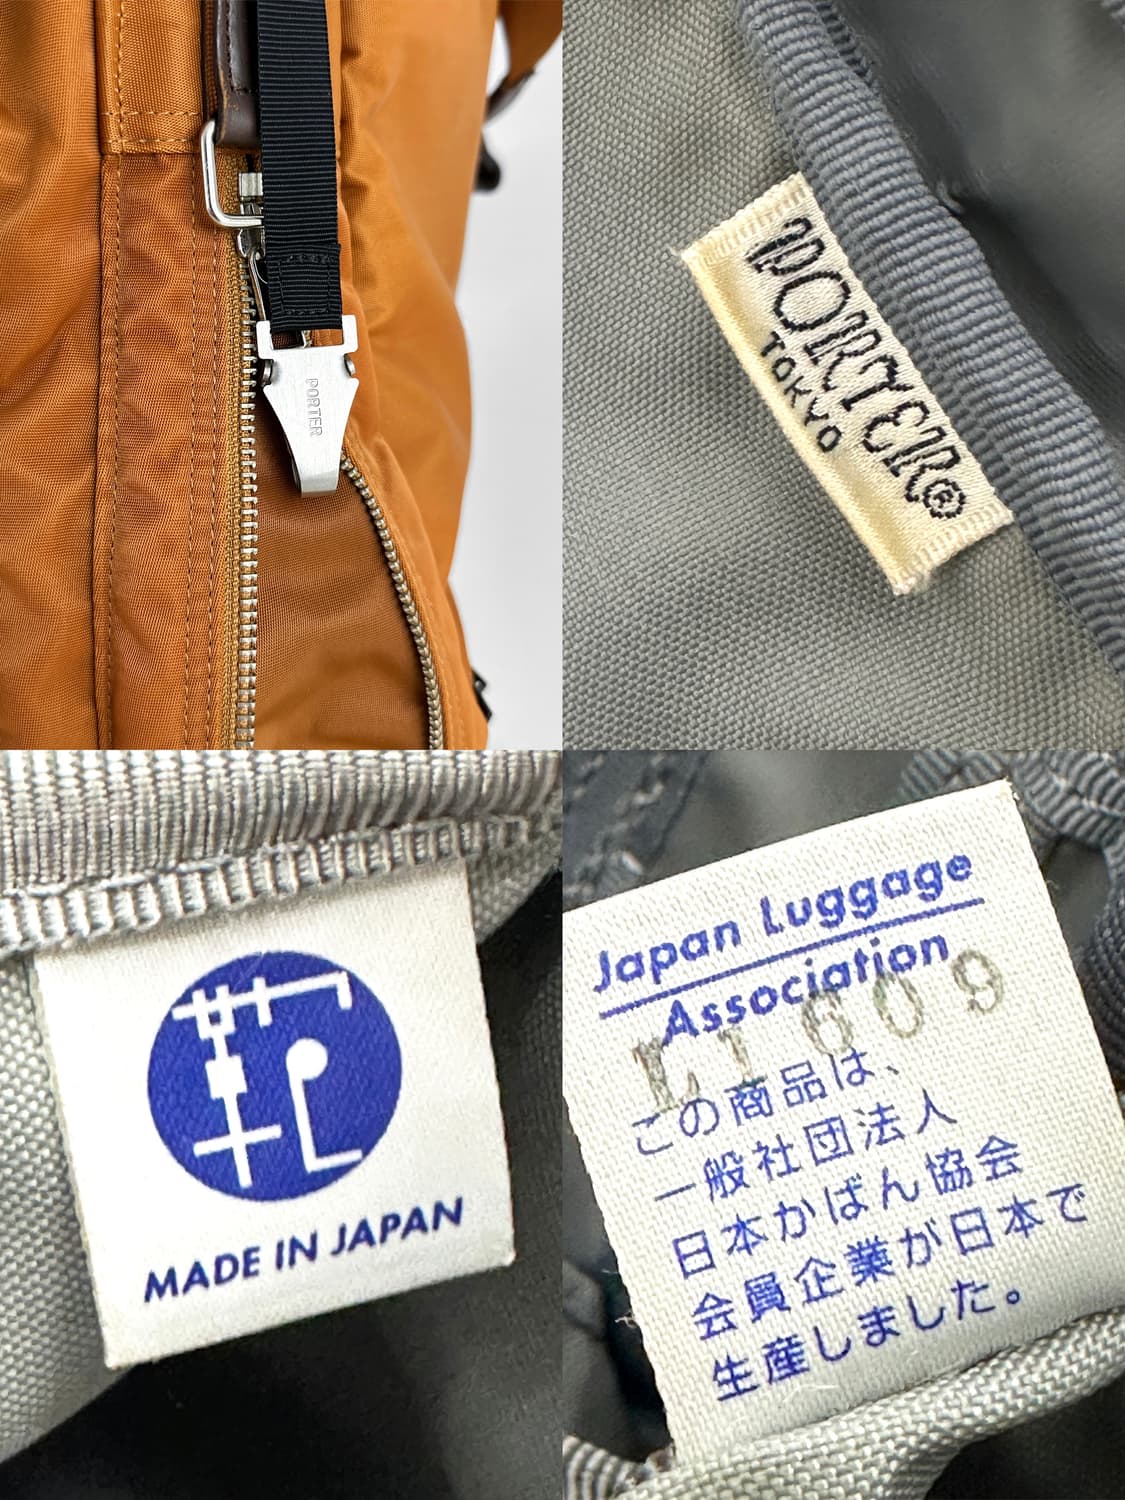 PORTER
PORTER®
TOKYO
MADE IN JAPAN
Japan Luggage
Association
LI 609
この商品は、
一般社団法人
日本かばん協会
会員企業が日本で
生産しました。